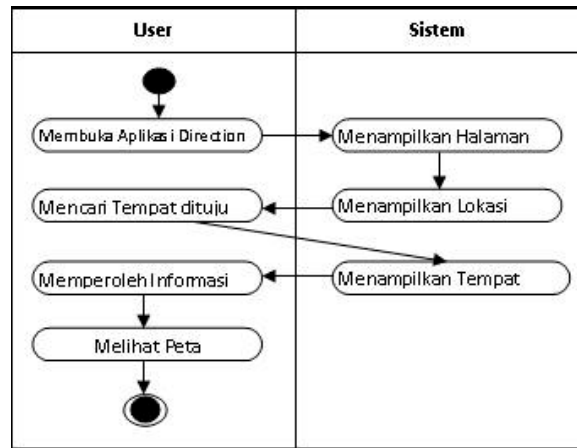 User
Sistem
Membuka Aplikasi Direction
Menampilkan Halaman
Menampilkan Lokasi
Mencari Tempat dituju
Menampilkan Tempat
Memperoleh Informasi
Melihat Peta